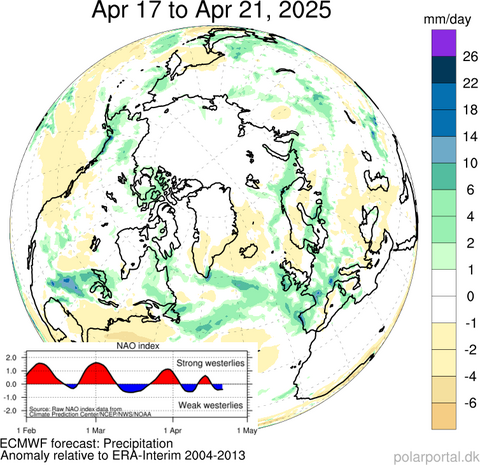 Apr 17 to Apr 21, 2025
mm/day
26
22
18
14
10
6
4
2
1
0
-1
-2
-4
-6
NAO index
2.0
1.0
0.0
-1.0
-2.0
Strong westerlies
Weak westerlies
Source: Raw NAO index data from
Climate Prediction Center/NCEP/NWS/NOAA
1 Feb 1 Mar 1 Apr 1 May
ECMWF forecast: Precipitation
Anomaly relative to ERA-Interim 2004-2013
polarportal.dk